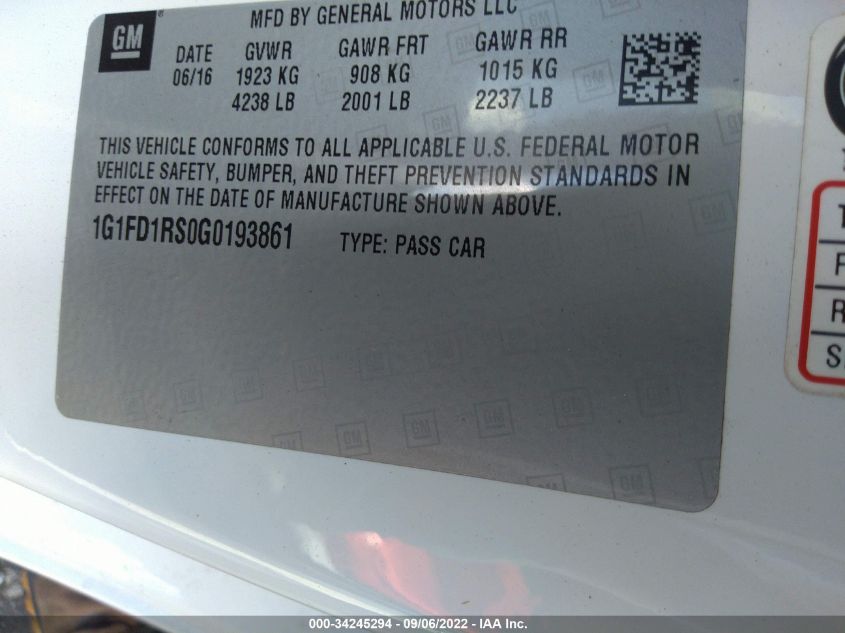 MFD BY GENERAL MOTORS LLC
GM
DATE GVWR GAWR FRT GAWR RR
06/16 1923 KG 908 KG 1015 KG
4238 LB 2001 LB 2237 LB
THIS VEHICLE CONFORMS TO ALL APPLICABLE U.S. FEDERAL MOTOR
VEHICLE SAFETY, BUMPER, AND THEFT PREVENTION STANDARDS IN
EFFECT ON THE DATE OF MANUFACTURE SHOWN ABOVE.
1G1FD1RS0G0193861 TYPE: PASS CAR
000-34245294 - 09/06/2022 - IAA Inc.